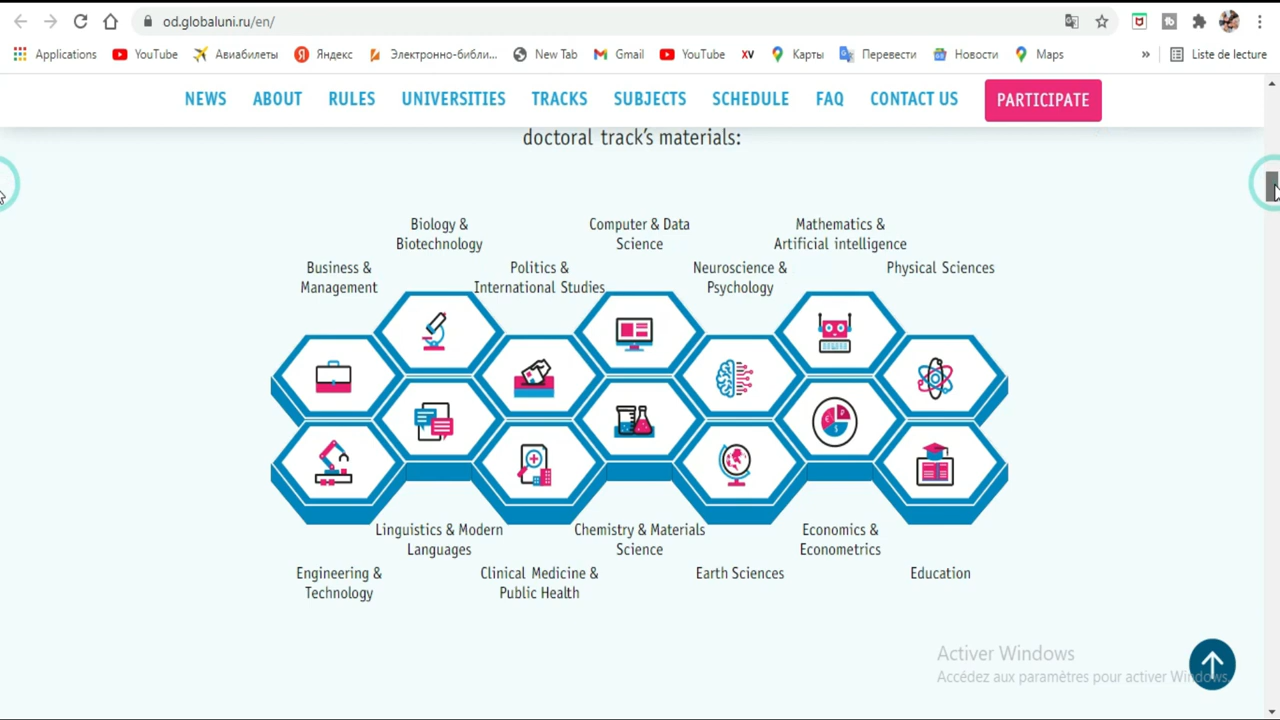 od.globaluni.ru/en/
Applications YouTube Авиабилеты Яндекс Электронно-библи... New Tab Gmail YouTube XV Карты Перевести Новости Maps » Liste de lecture
NEWS ABOUT RULES UNIVERSITIES TRACKS SUBJECTS SCHEDULE FAQ CONTACT US PARTICIPATE
doctoral track's materials:
Biology &
Biotechnology
Computer & Data
Science
Mathematics &
Artificial intelligence
Business &
Management
Politics &
International Studies
Neuroscience &
Psychology
Physical Sciences
Linguistics & Modern
Languages
Chemistry & Materials
Science
Economics &
Econometrics
Engineering &
Technology
Clinical Medicine &
Public Health
Earth Sciences
Education
Activer Windows
Accédez aux paramètres pour activer Windows.